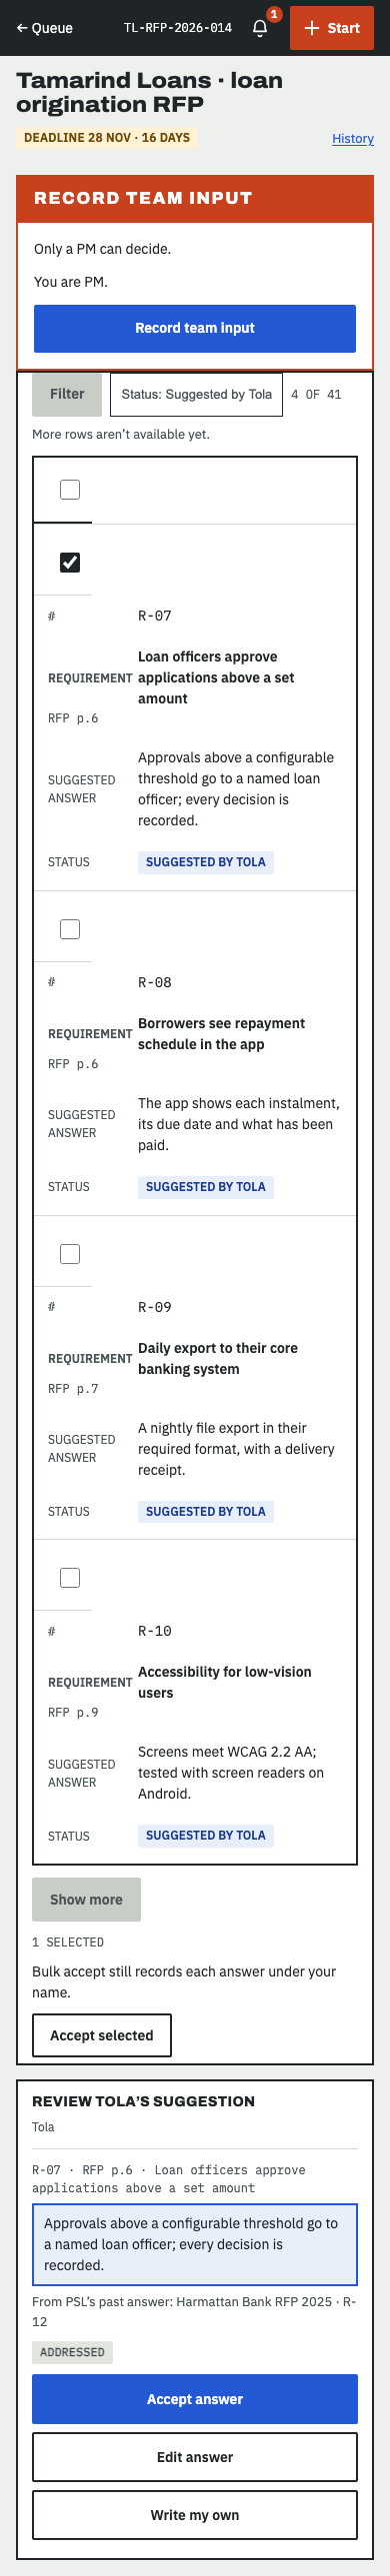 ← Queue
TL-RFP-2026-014
1
+ Start
Tamarind Loans · loan
origination RFP
DEADLINE 28 NOV · 16 DAYS
History
RECORD TEAM INPUT
Only a PM can decide.
You are PM.
Record team input
Filter
Status: Suggested by Tola
4 OF 41
More rows aren’t available yet.
#
R-07
REQUIREMENT
Loan officers approve
applications above a set
amount
RFP p.6
SUGGESTED
ANSWER
Approvals above a configurable
threshold go to a named loan
officer; every decision is
recorded.
STATUS
SUGGESTED BY TOLA
#
R-08
REQUIREMENT
Borrowers see repayment
schedule in the app
RFP p.6
SUGGESTED
ANSWER
The app shows each instalment,
its due date and what has been
paid.
STATUS
SUGGESTED BY TOLA
#
R-09
REQUIREMENT
Daily export to their core
banking system
RFP p.7
SUGGESTED
ANSWER
A nightly file export in their
required format, with a delivery
receipt.
STATUS
SUGGESTED BY TOLA
#
R-10
REQUIREMENT
Accessibility for low-vision
users
RFP p.9
SUGGESTED
ANSWER
Screens meet WCAG 2.2 AA;
tested with screen readers on
Android.
STATUS
SUGGESTED BY TOLA
Show more
1 SELECTED
Bulk accept still records each answer under your
name.
Accept selected
REVIEW TOLA’S SUGGESTION
Tola
R-07 · RFP p.6 · Loan officers approve
applications above a set amount
Approvals above a configurable threshold go to
a named loan officer; every decision is
recorded.
From PSL’s past answer: Harmattan Bank RFP 2025 · R-
12
ADDRESSED
Accept answer
Edit answer
Write my own